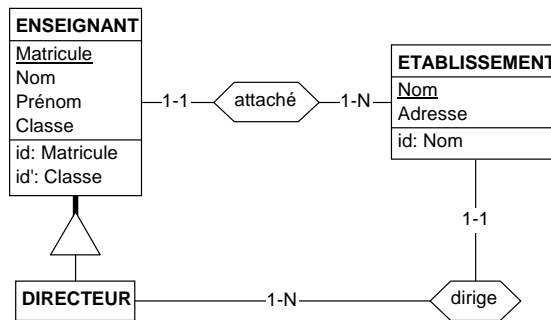 ENSEIGNANT
Matricule
Nom
Prénom
Classe
id: Matricule
id': Classe
1-1
attaché
1-N
ETABLISSEMENT
Nom
Adresse
id: Nom
1-1
DIRECTEUR
1-N
dirige